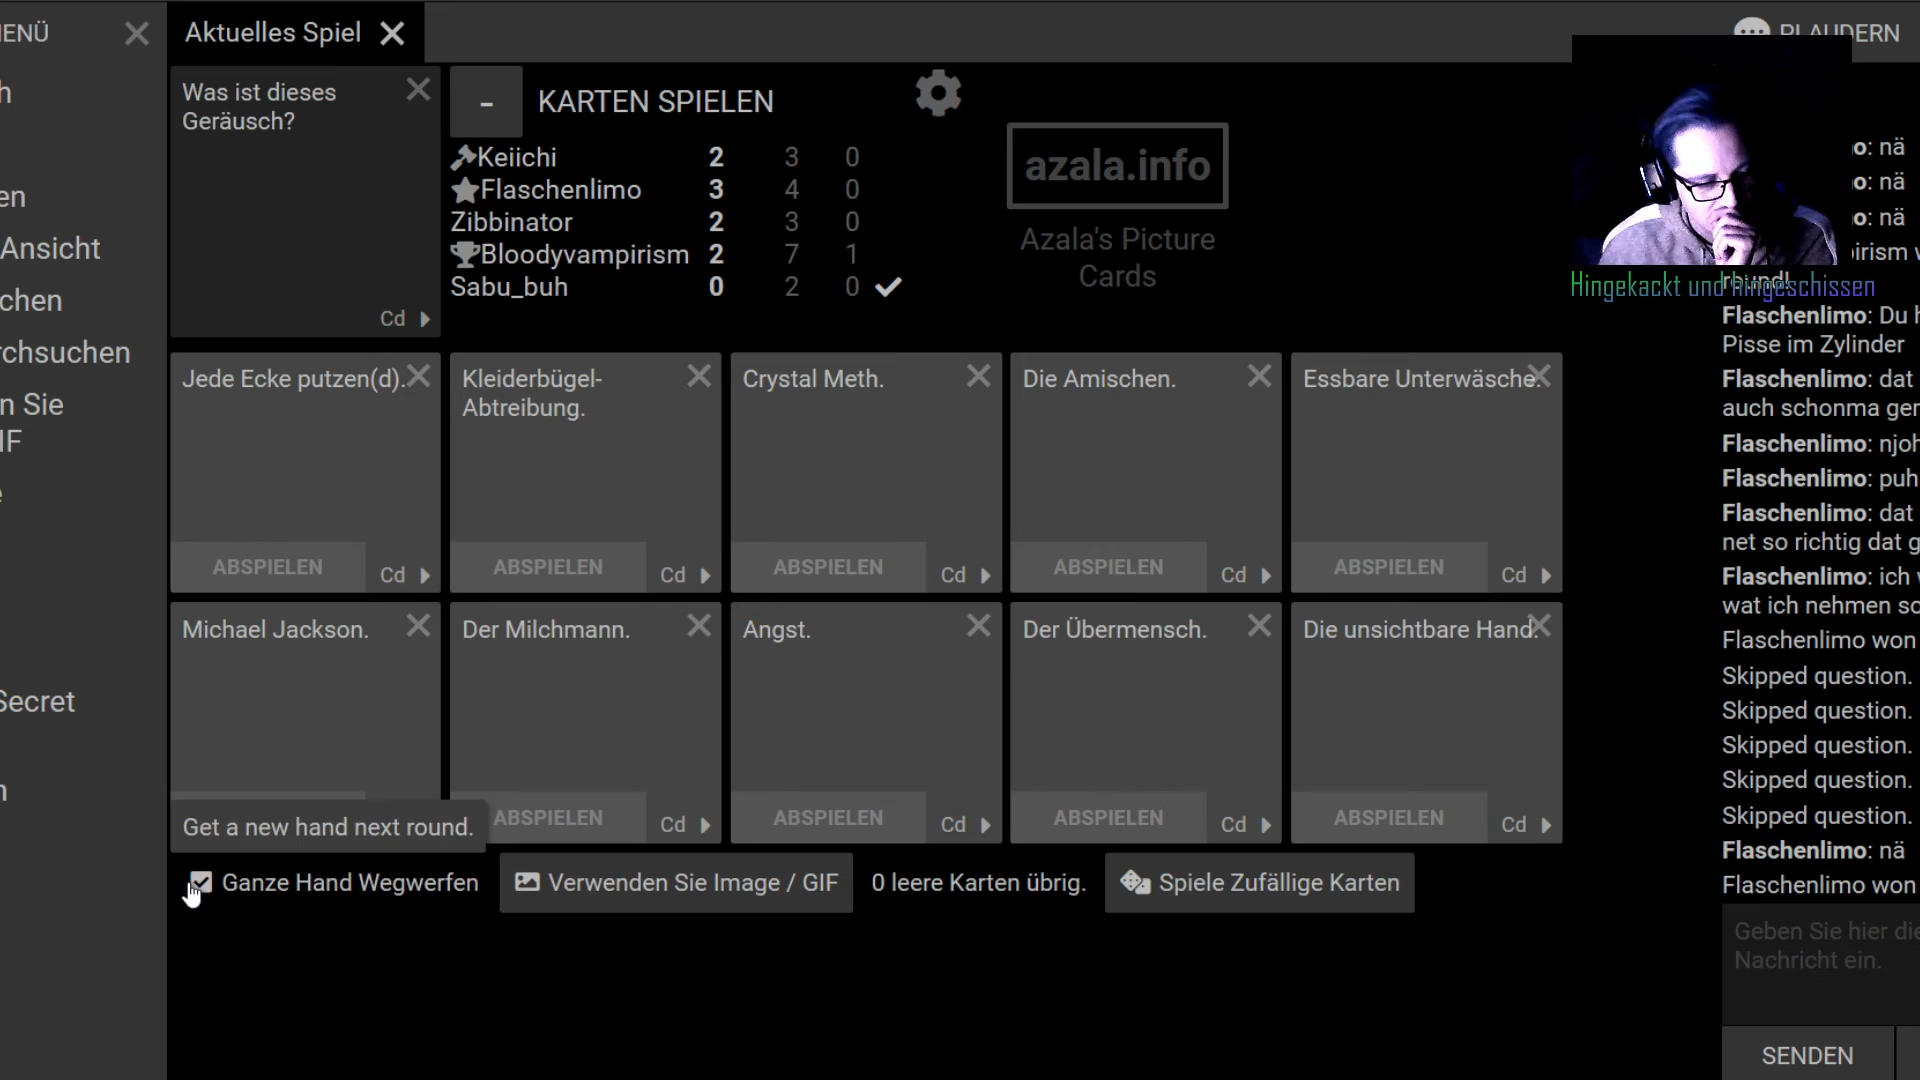 ENÜ
Aktuelles Spiel
PLAUDERN
h
en
Ansicht
chen
rchsuchen
n Sie
IF
e
Secret
n
Was ist dieses
Geräusch?
Cd
-
KARTEN SPIELEN
Keiichi 2 3 0
Flaschenlimo 3 4 0
Zibbinator 2 3 0
Bloodyvampirism 2 7 1
Sabu_buh 0 2 0
azala.info
Azala's Picture
Cards
Jede Ecke putzen(d).
ABSPIELEN Cd
Kleiderbügel-
Abtreibung.
ABSPIELEN Cd
Crystal Meth.
ABSPIELEN Cd
Die Amischen.
ABSPIELEN Cd
Essbare Unterwäsche.
ABSPIELEN Cd
Michael Jackson.
Der Milchmann.
ABSPIELEN Cd
Angst.
ABSPIELEN Cd
Der Übermensch.
ABSPIELEN Cd
Die unsichtbare Hand.
ABSPIELEN Cd
Get a new hand next round.
Ganze Hand Wegwerfen
Verwenden Sie Image / GIF
0 leere Karten übrig.
Spiele Zufällige Karten
Hingekackt und hingeschissen
o: nä
o: nä
o: nä
pirism w
round!
Flaschenlimo: Du h
Pisse im Zylinder
Flaschenlimo: dat
auch schonma ger
Flaschenlimo: njoh
Flaschenlimo: puh
Flaschenlimo: dat
net so richtig dat g
Flaschenlimo: ich w
wat ich nehmen so
Flaschenlimo won
Skipped question.
Skipped question.
Skipped question.
Skipped question.
Skipped question.
Flaschenlimo: nä
Flaschenlimo won
Geben Sie hier die
Nachricht ein.
SENDEN